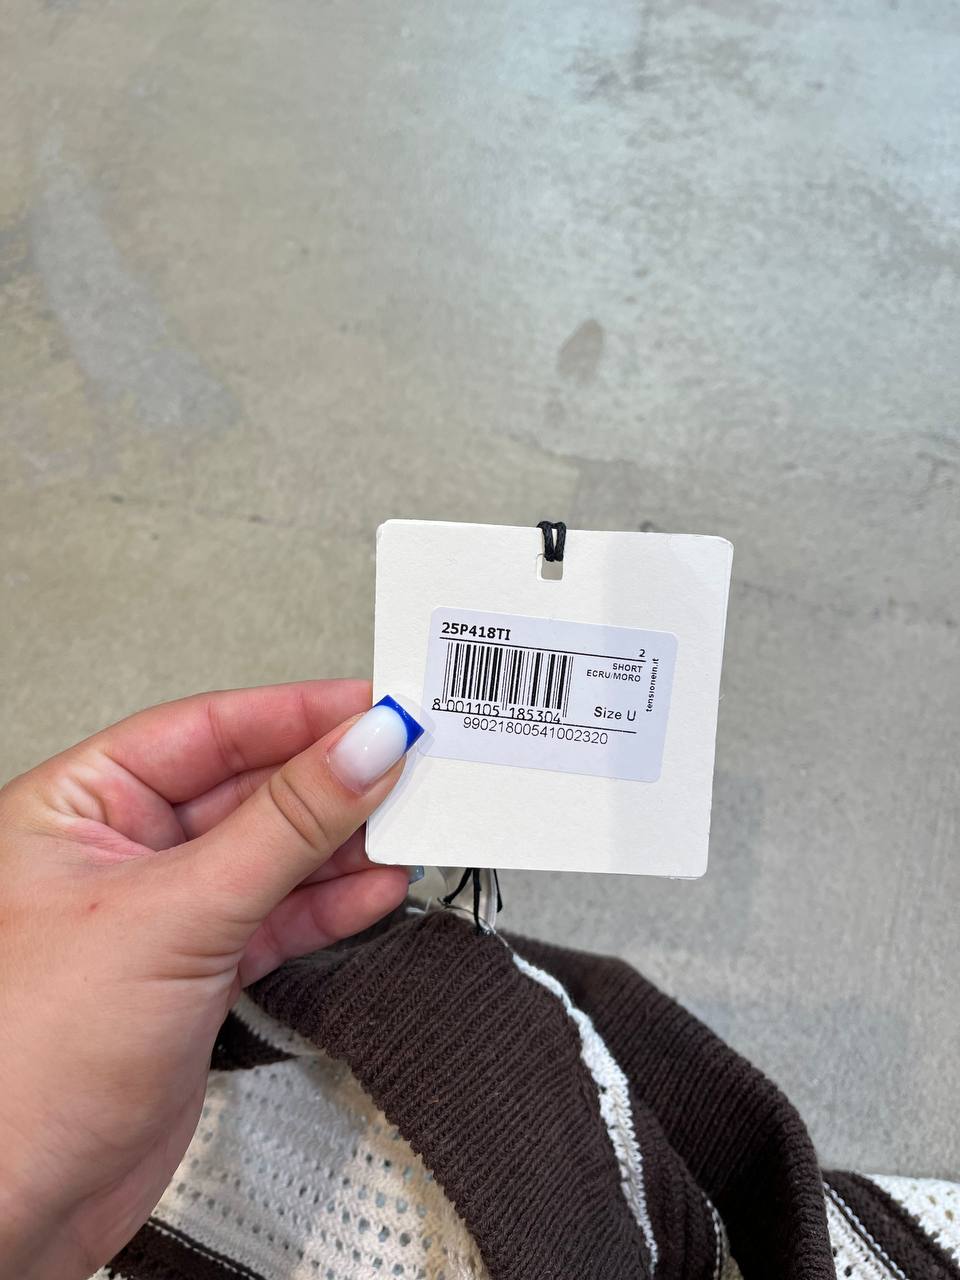 25P418TI
2
SHORT
ECRU/MORO
tensionein.it
Size U
8 001105 185304
99021800541002320